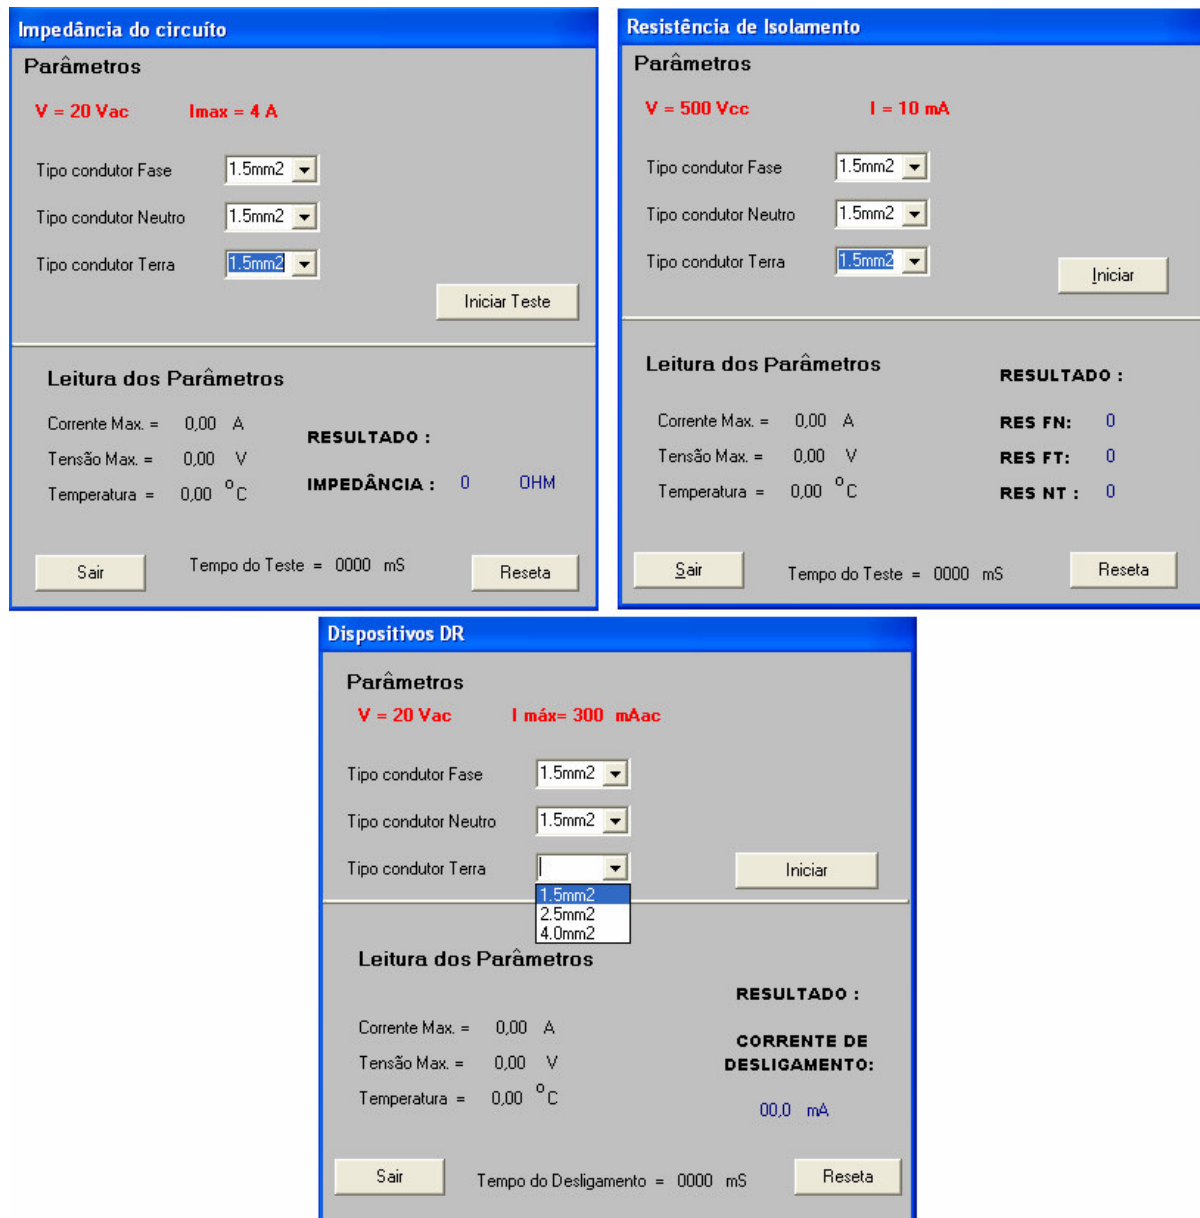 Impedância do circuíto
Parâmetros
V = 20 Vac Imax = 4 A
Tipo condutor Fase 1.5mm2
Tipo condutor Neutro 1.5mm2
Tipo condutor Terra 1.5mm2
Iniciar Teste
Leitura dos Parâmetros
Corrente Max. = 0,00 A
RESULTADO :
Tensão Max. = 0,00 V
IMPEDÂNCIA : 0 OHM
Temperatura = 0,00 °C
Sair Tempo do Teste = 0000 mS Reseta
Resistência de Isolamento
Parâmetros
V = 500 Vcc I = 10 mA
Tipo condutor Fase 1.5mm2
Tipo condutor Neutro 1.5mm2
Tipo condutor Terra 1.5mm2
Iniciar
Leitura dos Parâmetros
RESULTADO :
Corrente Max. = 0,00 A RES FN: 0
Tensão Max. = 0,00 V RES FT: 0
Temperatura = 0,00 °C RES NT : 0
Sair Tempo do Teste = 0000 mS Reseta
Dispositivos DR
Parâmetros
V = 20 Vac I máx= 300 mAac
Tipo condutor Fase 1.5mm2
Tipo condutor Neutro 1.5mm2
Tipo condutor Terra Iniciar
1.5mm2
2.5mm2
4.0mm2
Leitura dos Parâmetros
RESULTADO :
Corrente Max. = 0,00 A
CORRENTE DE
Tensão Max. = 0,00 V DESLIGAMENTO:
Temperatura = 0,00 °C
00,0 mA
Sair Tempo do Desligamento = 0000 mS Reseta